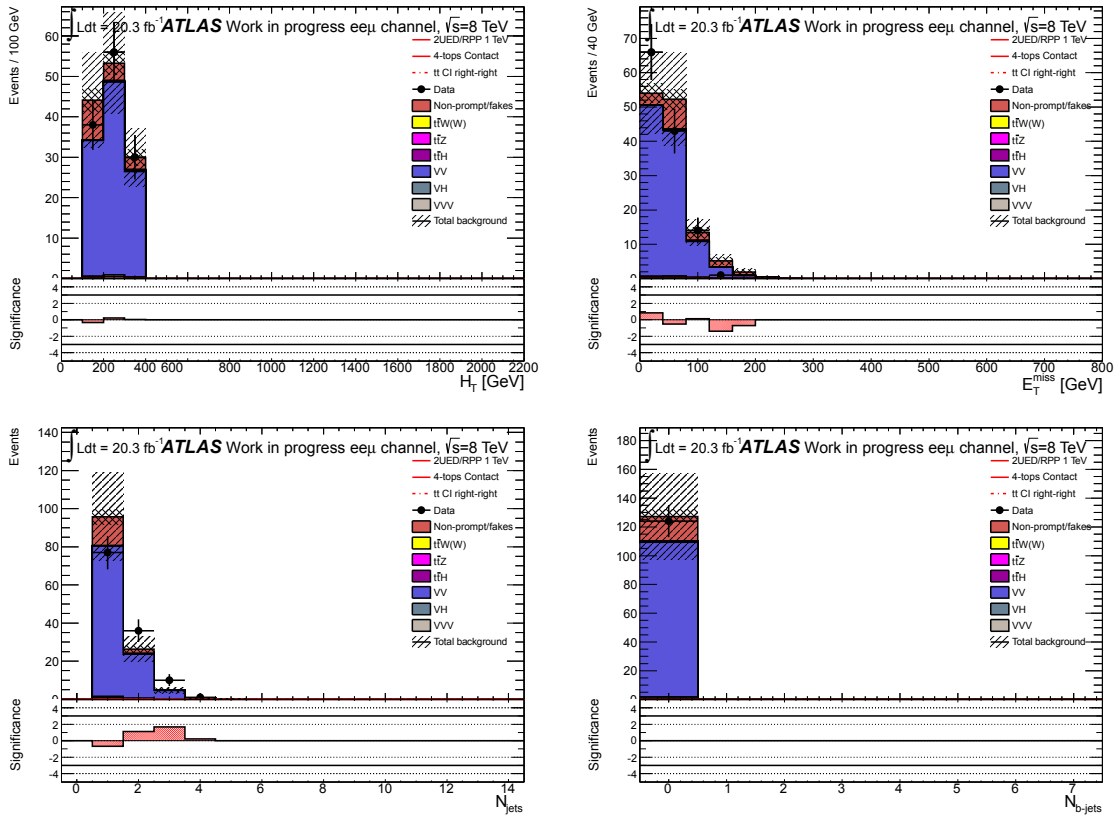 ∫ Ldt = 20.3 fb⁻¹ ATLAS Work in progress eeμ channel, √s=8 TeV
Events / 100 GeV
60
50
40
30
20
10
0
2UED/RPP 1 TeV
4-tops Contact
tt CI right-right
Data
Non-prompt/fakes
tt̄W(W)
tt̄Z
tt̄H
VV
VH
VVV
Total background
Significance
4
2
0
-2
-4
0 200 400 600 800 1000 1200 1400 1600 1800 2000 2200
H_T [GeV]
∫ Ldt = 20.3 fb⁻¹ ATLAS Work in progress eeμ channel, √s=8 TeV
Events / 40 GeV
70
60
50
40
30
20
10
0
2UED/RPP 1 TeV
4-tops Contact
tt CI right-right
Data
Non-prompt/fakes
tt̄W(W)
tt̄Z
tt̄H
VV
VH
VVV
Total background
Significance
4
2
0
-2
-4
0 100 200 300 400 500 600 700 800
E_T^miss [GeV]
∫ Ldt = 20.3 fb⁻¹ ATLAS Work in progress eeμ channel, √s=8 TeV
Events
140
120
100
80
60
40
20
0
2UED/RPP 1 TeV
4-tops Contact
tt CI right-right
Data
Non-prompt/fakes
tt̄W(W)
tt̄Z
tt̄H
VV
VH
VVV
Total background
Significance
4
2
0
-2
-4
0 2 4 6 8 10 12 14
N_jets
∫ Ldt = 20.3 fb⁻¹ ATLAS Work in progress eeμ channel, √s=8 TeV
Events
180
160
140
120
100
80
60
40
20
0
2UED/RPP 1 TeV
4-tops Contact
tt CI right-right
Data
Non-prompt/fakes
tt̄W(W)
tt̄Z
tt̄H
VV
VH
VVV
Total background
Significance
4
2
0
-2
-4
0 1 2 3 4 5 6 7
N_b-jets